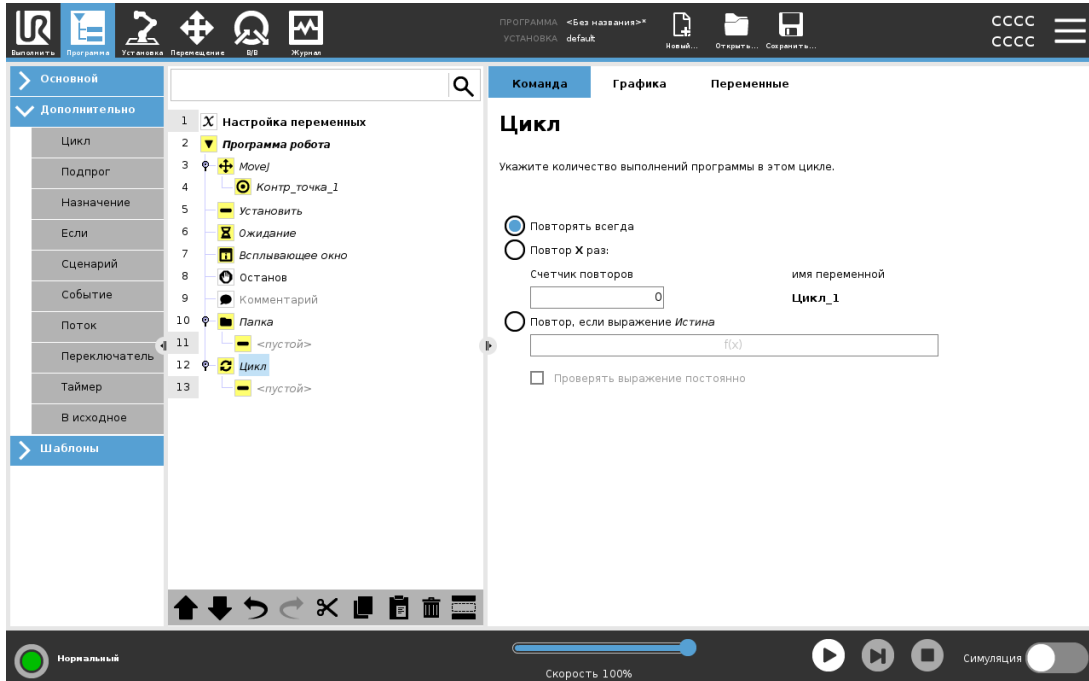 ПРОГРАММА <Без названия>*
УСТАНОВКА default
Выполнить Программа Установка Перемещение В/В Журнал
Новый... Открыть... Сохранить...
CCCC
CCCC
Основной
Дополнительно
Цикл
Подпрог
Назначение
Если
Сценарий
Событие
Поток
Переключатель
Таймер
В исходное
Шаблоны
1 X Настройка переменных
2 Программа робота
3 MoveJ
4 Контр_точка_1
5 Установить
6 Ожидание
7 Всплывающее окно
8 Останов
9 Комментарий
10 Папка
11 <пустой>
12 Цикл
13 <пустой>
Команда Графика Переменные
Цикл
Укажите количество выполнений программы в этом цикле.
Повторять всегда
Повтор X раз:
Счетчик повторов имя переменной
0 Цикл_1
Повтор, если выражение Истина
f(x)
Проверять выражение постоянно
Нормальный
Скорость 100%
Симуляция